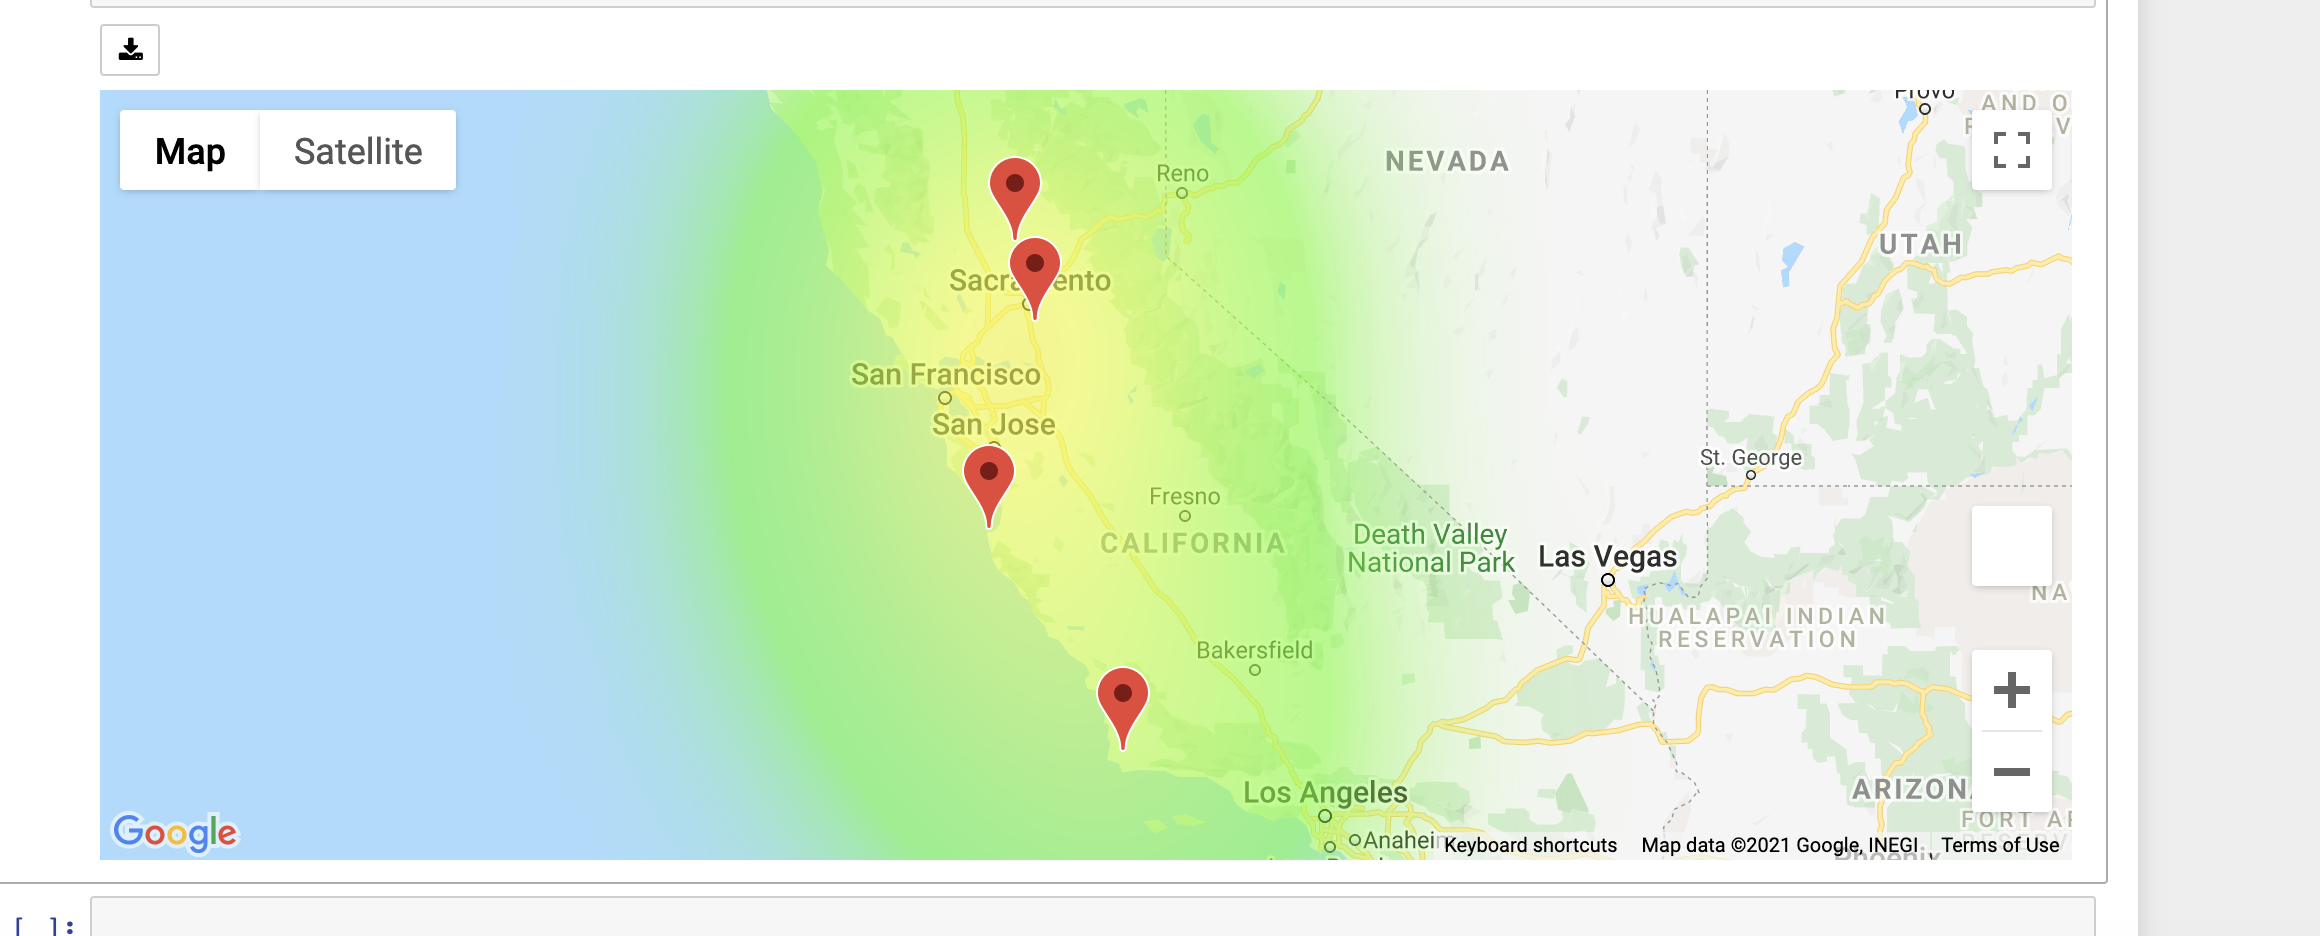 Map Satellite
Provo
AND O
NEVADA
Reno
UTAH
Sacra ento
San Francisco
San Jose
St. George
Fresno
CALIFORNIA
Death Valley
National Park
Las Vegas
NA
HUALAPAI INDIAN
RESERVATION
Bakersfield
Los Angeles
ARIZON
FORT AP
Anahei
Google
Keyboard shortcuts Map data ©2021 Google, INEGI Terms of Use
Phoenix
[ ]: